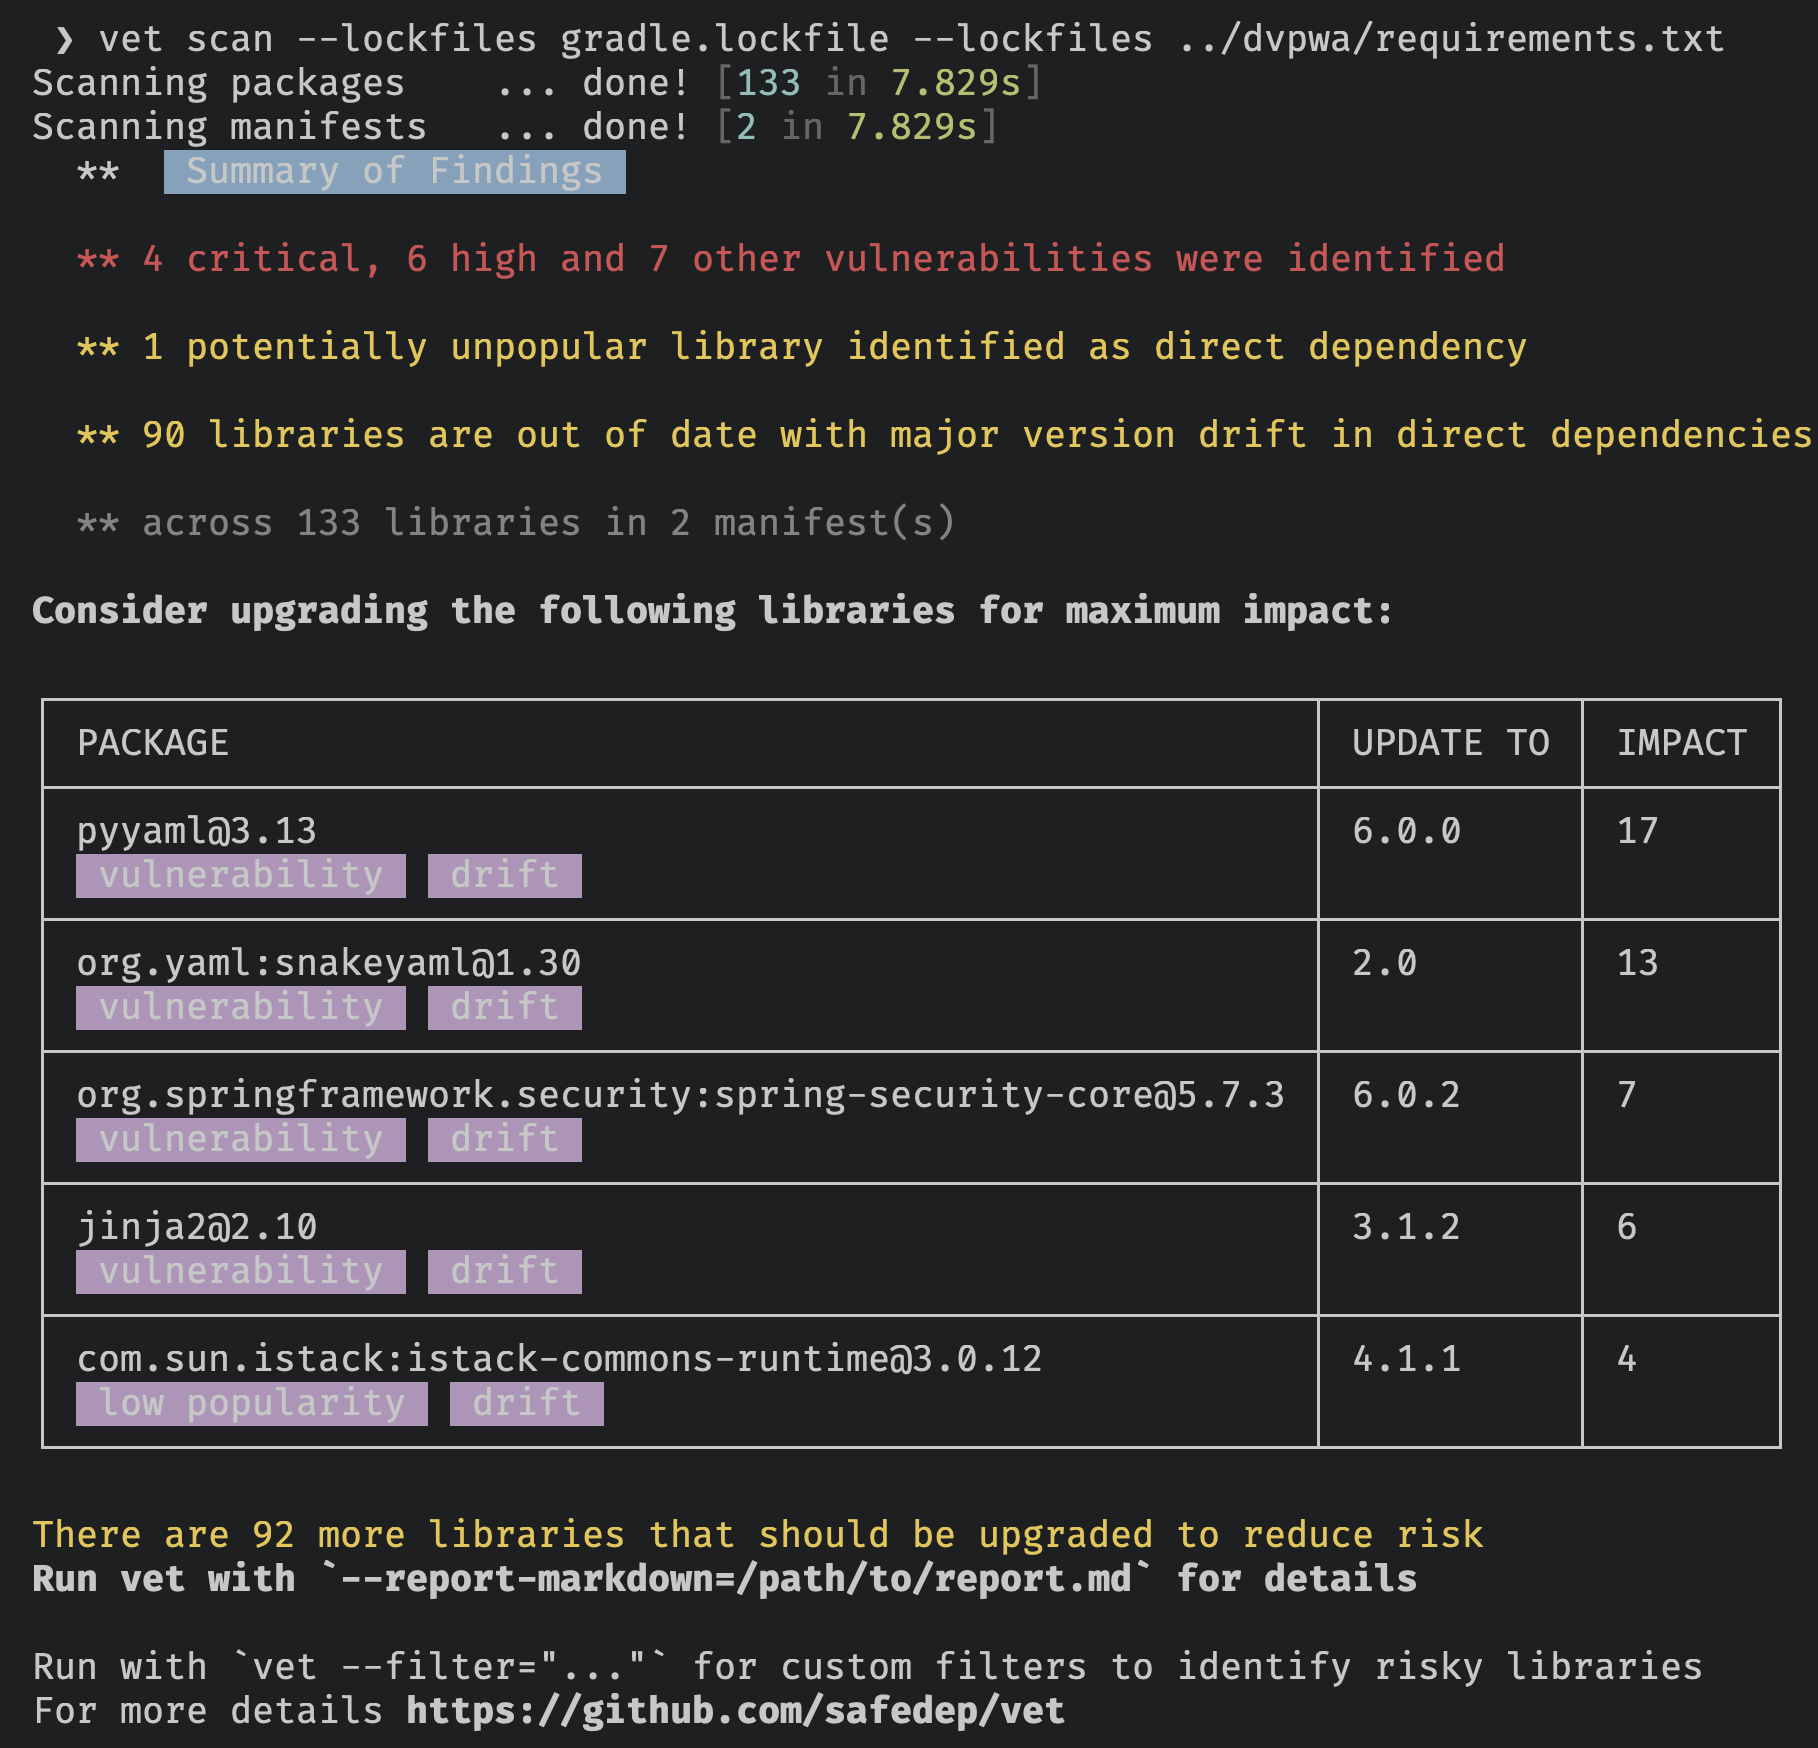 ❯ vet scan --lockfiles gradle.lockfile --lockfiles ../dvpwa/requirements.txt
Scanning packages    ... done! [133 in 7.829s]
Scanning manifests   ... done! [2 in 7.829s]
** Summary of Findings
** 4 critical, 6 high and 7 other vulnerabilities were identified
** 1 potentially unpopular library identified as direct dependency
** 90 libraries are out of date with major version drift in direct dependencies
** across 133 libraries in 2 manifest(s)
Consider upgrading the following libraries for maximum impact:
PACKAGE UPDATE TO IMPACT
pyyaml@3.13 6.0.0 17
vulnerability drift
org.yaml:snakeyaml@1.30 2.0 13
vulnerability drift
org.springframework.security:spring-security-core@5.7.3 6.0.2 7
vulnerability drift
jinja2@2.10 3.1.2 6
vulnerability drift
com.sun.istack:istack-commons-runtime@3.0.12 4.1.1 4
low popularity drift
There are 92 more libraries that should be upgraded to reduce risk
Run vet with `--report-markdown=/path/to/report.md` for details
Run with `vet --filter="..."` for custom filters to identify risky libraries
For more details https://github.com/safedep/vet